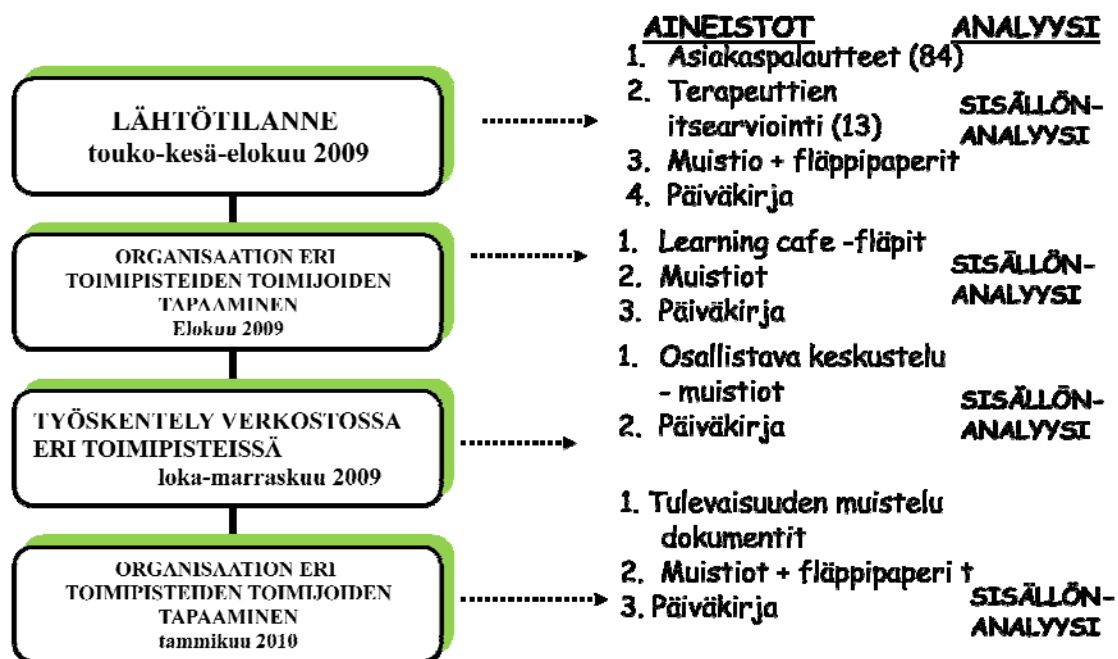 AINEISTOT ANALYYSI
LÄHTÖTILANNE
touko-kesä-elokuu 2009
1. Asiakaspalautteet (84)
2. Terapeuttien
itsearviointi (13)
3. Muistio + fläppipaperit
4. Päiväkirja
SISÄLLÖN-
ANALYYSI
ORGANISAATION ERI
TOIMIPISTEIDEN TOIMIJOIDEN
TAPAAMINEN
Elokuu 2009
1. Learning cafe -fläpit
2. Muistiot
3. Päiväkirja
SISÄLLÖN-
ANALYYSI
TYÖSKENTELY VERKOSTOSSA
ERI TOIMIPISTEISSÄ
loka-marraskuu 2009
1. Osallistava keskustelu
- muistiot
2. Päiväkirja
SISÄLLÖN-
ANALYYSI
ORGANISAATION ERI
TOIMIPISTEIDEN TOIMIJOIDEN
TAPAAMINEN
tammikuu 2010
1. Tulevaisuuden muistelu
dokumentit
2. Muistiot + fläppipaperi t
3. Päiväkirja
SISÄLLÖN-
ANALYYSI